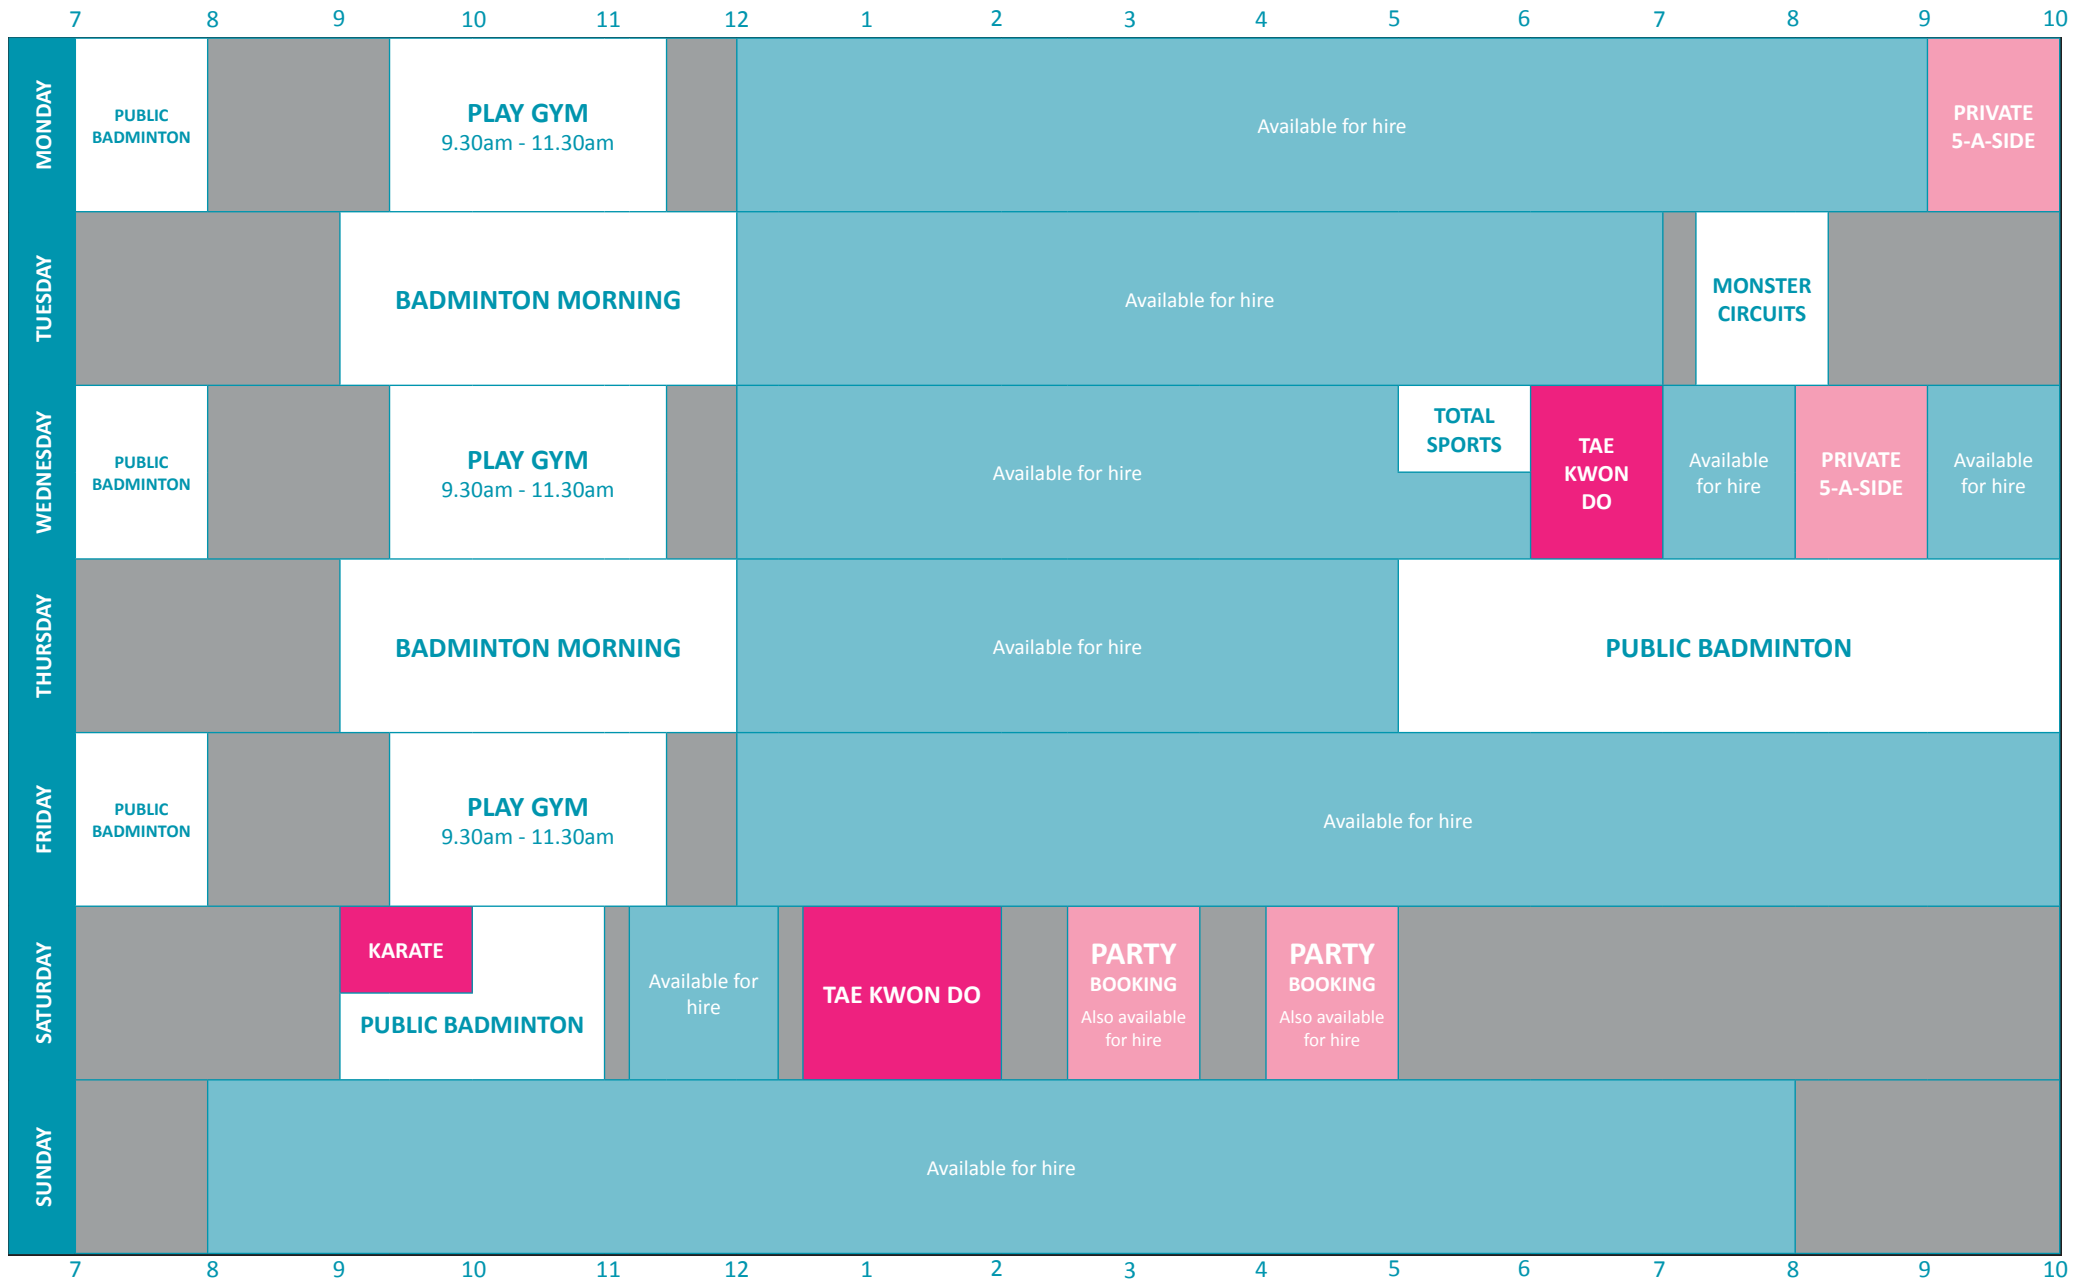 7 8 9 10 11 12 1 2 3 4 5 6 7 8 9 10
MONDAY
PUBLIC
BADMINTON
PLAY GYM
9.30am - 11.30am
Available for hire
PRIVATE
5-A-SIDE
TUESDAY
BADMINTON MORNING
Available for hire
MONSTER
CIRCUITS
WEDNESDAY
PUBLIC
BADMINTON
PLAY GYM
9.30am - 11.30am
Available for hire
TOTAL
SPORTS
TAE
KWON
DO
Available
for hire
PRIVATE
5-A-SIDE
Available
for hire
THURSDAY
BADMINTON MORNING
Available for hire
PUBLIC BADMINTON
FRIDAY
PUBLIC
BADMINTON
PLAY GYM
9.30am - 11.30am
Available for hire
SATURDAY
KARATE
PUBLIC BADMINTON
Available for
hire
TAE KWON DO
PARTY
BOOKING
Also available
for hire
PARTY
BOOKING
Also available
for hire
SUNDAY
Available for hire
7 8 9 10 11 12 1 2 3 4 5 6 7 8 9 10